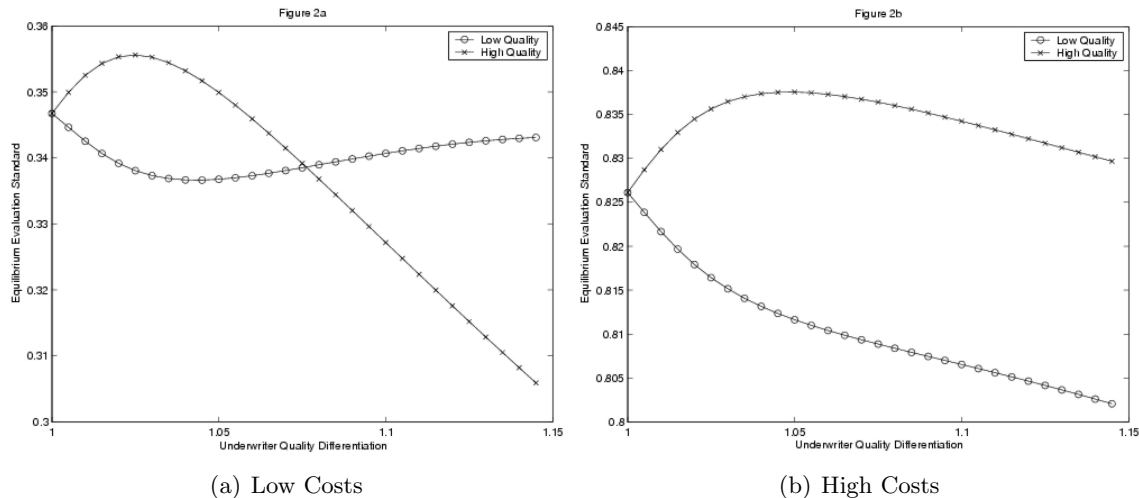 Figure 2a
0.36
0.35
0.34
0.33
0.32
0.31
0.3
Equilibrium Evaluation Standard
Low Quality
High Quality
1
1.05
1.1
1.15
Underwriter Quality Differentiation
(a) Low Costs
Figure 2b
0.845
0.84
0.835
0.83
0.825
0.82
0.815
0.81
0.805
0.8
Equilibrium Evaluation Standard
Low Quality
High Quality
1
1.05
1.1
1.15
Underwriter Quality Differentiation
(b) High Costs